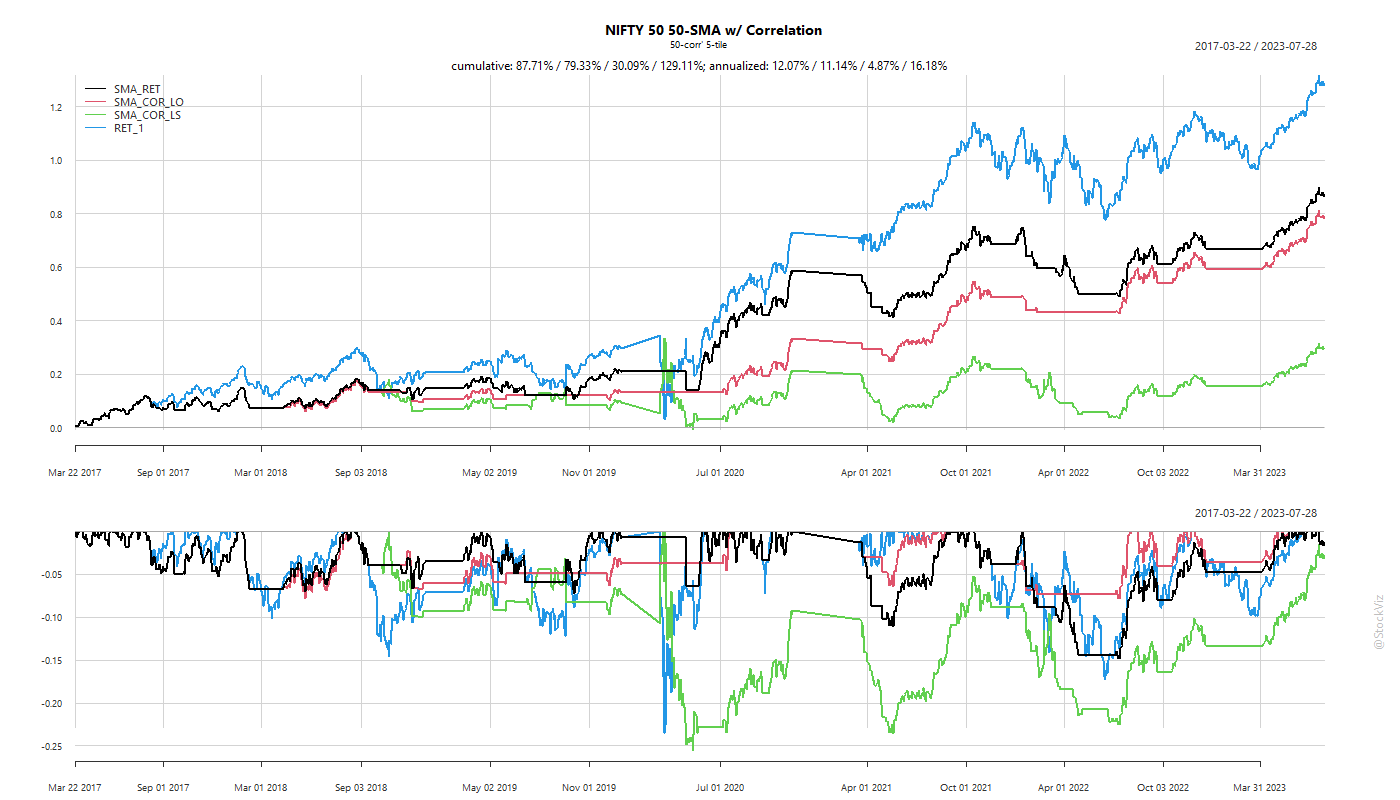 NIFTY 50 50-SMA w/ Correlation
50-corr' 5-tile
2017-03-22 / 2023-07-28
cumulative: 87.71% / 79.33% / 30.09% / 129.11%; annualized: 12.07% / 11.14% / 4.87% / 16.18%
SMA_RET
SMA_COR_LO
SMA_COR_LS
RET_1
1.2
1.0
0.8
0.6
0.4
0.2
0.0
Mar 22 2017 Sep 01 2017 Mar 01 2018 Sep 03 2018 May 02 2019 Nov 01 2019 Jul 01 2020 Apr 01 2021 Oct 01 2021 Apr 01 2022 Oct 03 2022 Mar 31 2023
2017-03-22 / 2023-07-28
-0.05
-0.10
-0.15
-0.20
-0.25
Mar 22 2017 Sep 01 2017 Mar 01 2018 Sep 03 2018 May 02 2019 Nov 01 2019 Jul 01 2020 Apr 01 2021 Oct 01 2021 Apr 01 2022 Oct 03 2022 Mar 31 2023
@StockViz